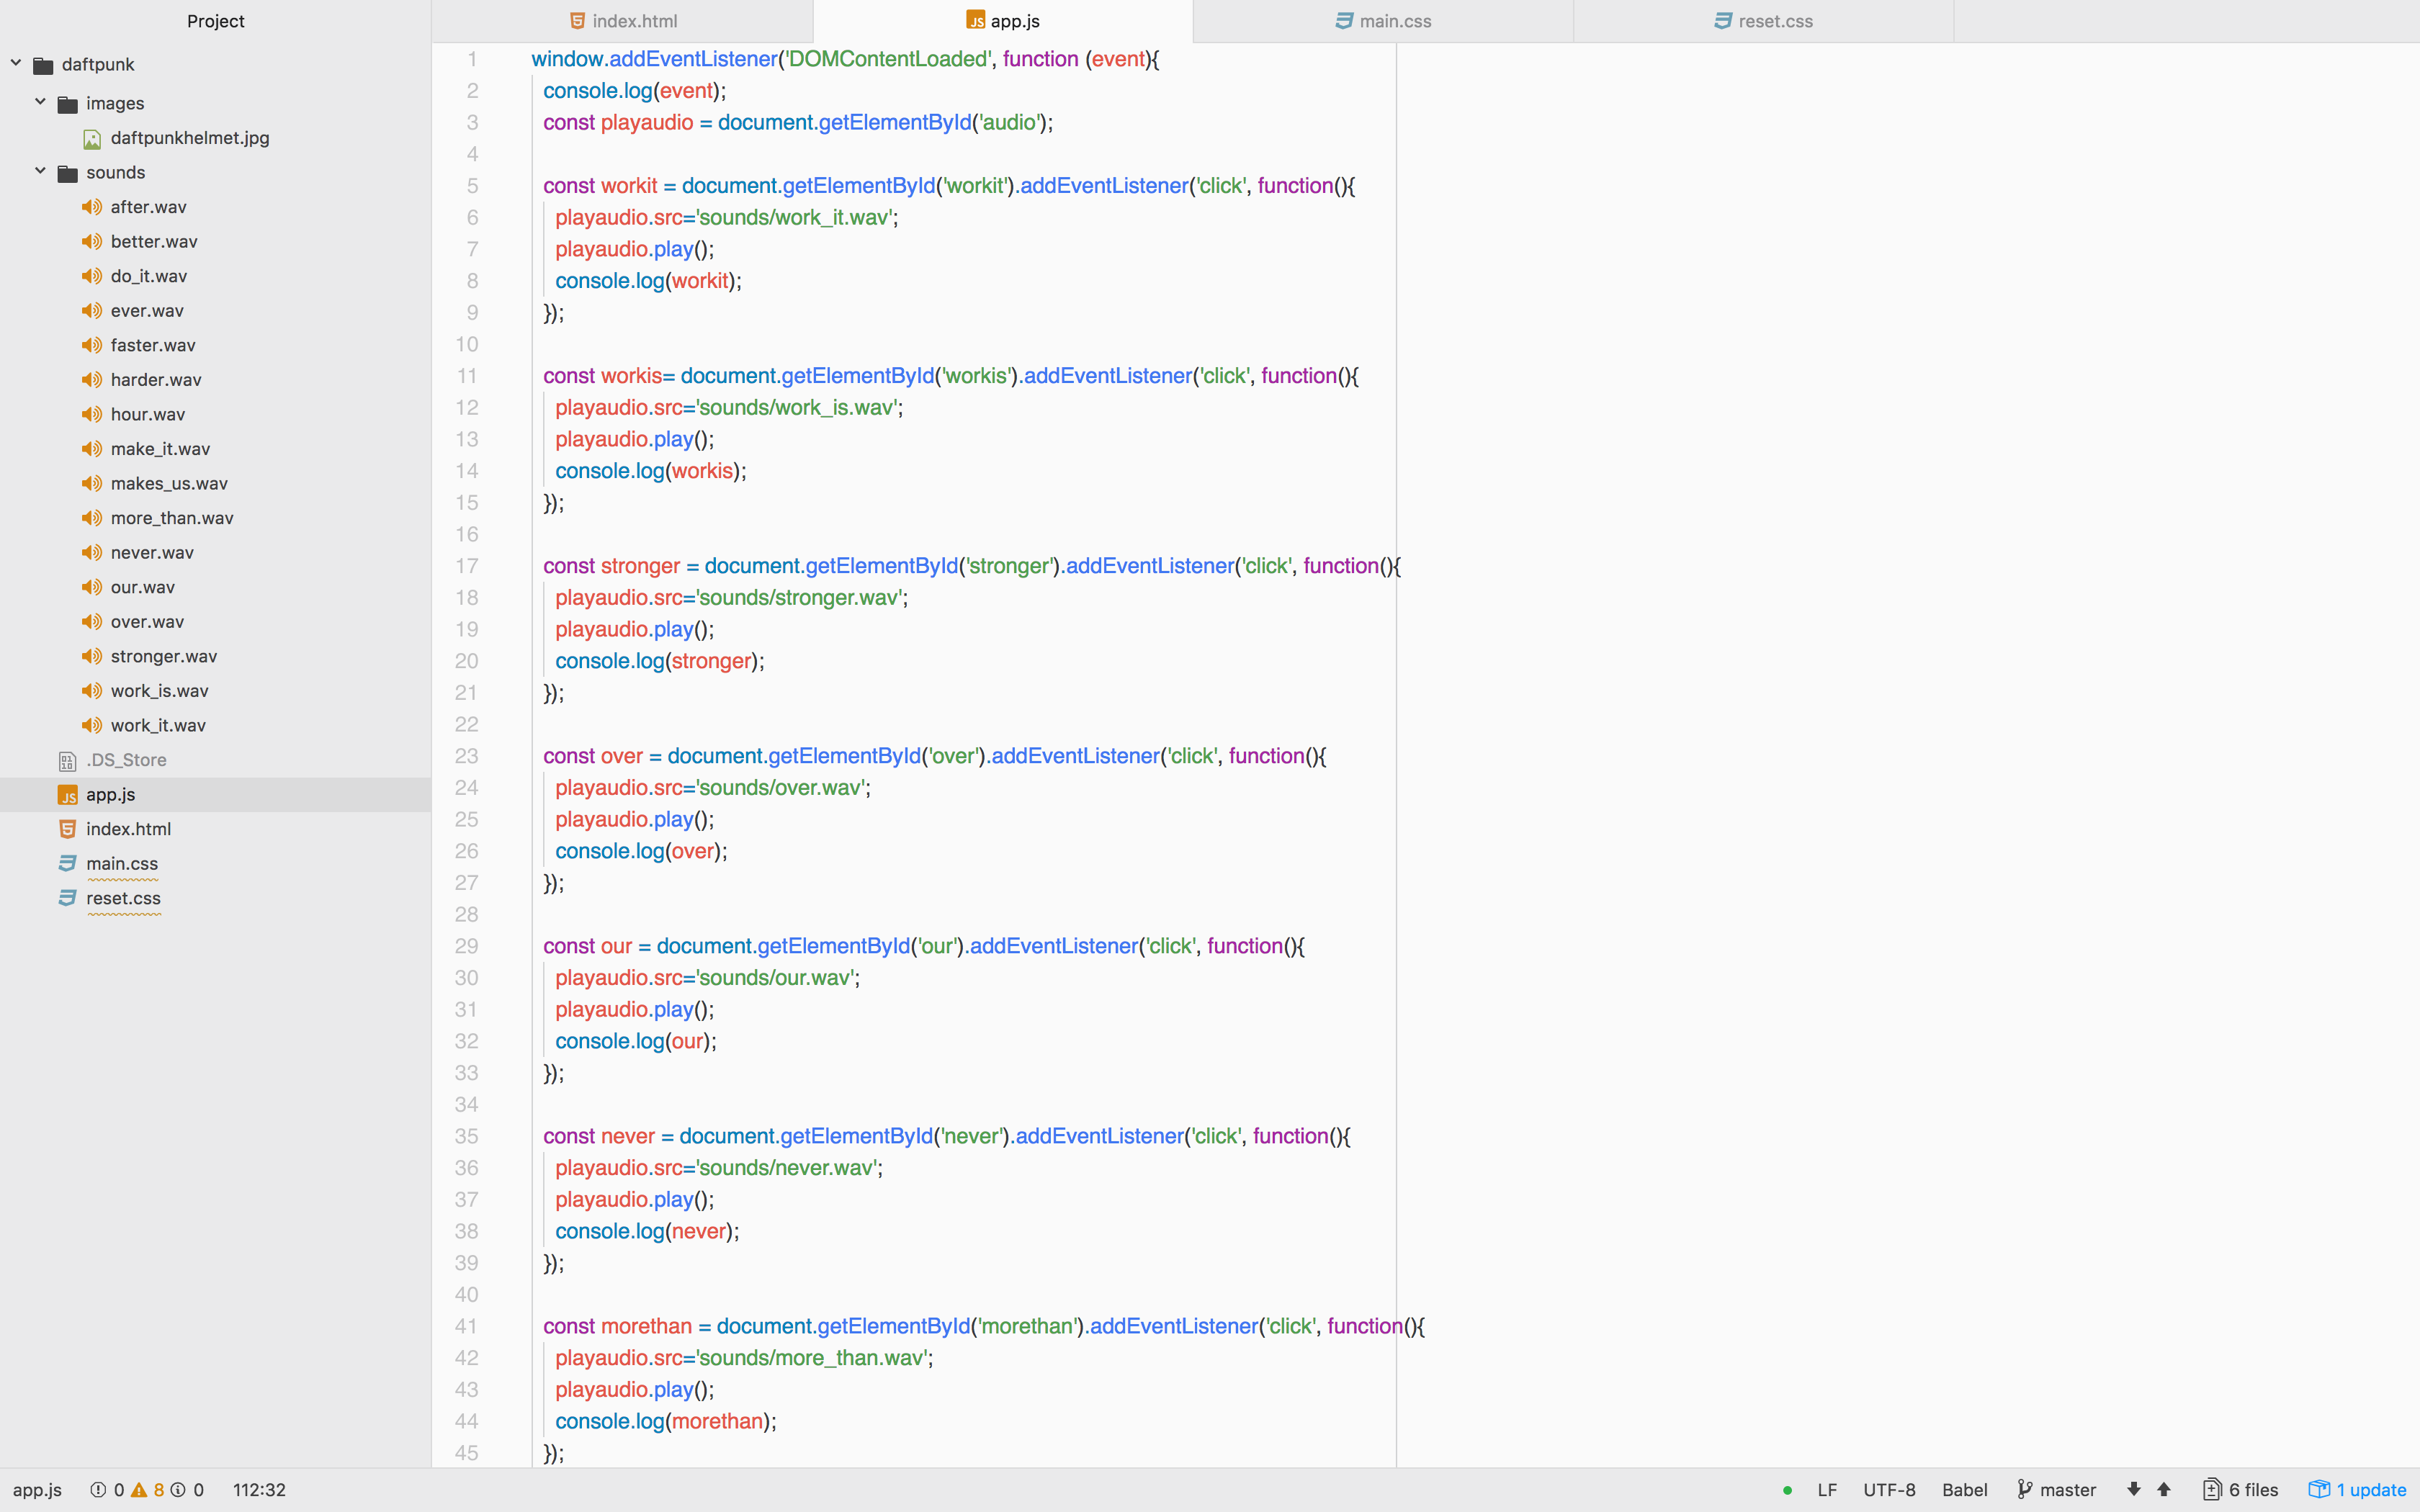 Project
daftpunk
images
daftpunkhelmet.jpg
sounds
after.wav
better.wav
do_it.wav
ever.wav
faster.wav
harder.wav
hour.wav
make_it.wav
makes_us.wav
more_than.wav
never.wav
our.wav
over.wav
stronger.wav
work_is.wav
work_it.wav
.DS_Store
app.js
index.html
main.css
reset.css
index.html app.js main.css reset.css
1 window.addEventListener('DOMContentLoaded', function (event){
2 console.log(event);
3 const playaudio = document.getElementById('audio');
4
5 const workit = document.getElementById('workit').addEventListener('click', function(){
6 playaudio.src='sounds/work_it.wav';
7 playaudio.play();
8 console.log(workit);
9 });
10
11 const workis= document.getElementById('workis').addEventListener('click', function(){
12 playaudio.src='sounds/work_is.wav';
13 playaudio.play();
14 console.log(workis);
15 });
16
17 const stronger = document.getElementById('stronger').addEventListener('click', function(){
18 playaudio.src='sounds/stronger.wav';
19 playaudio.play();
20 console.log(stronger);
21 });
22
23 const over = document.getElementById('over').addEventListener('click', function(){
24 playaudio.src='sounds/over.wav';
25 playaudio.play();
26 console.log(over);
27 });
28
29 const our = document.getElementById('our').addEventListener('click', function(){
30 playaudio.src='sounds/our.wav';
31 playaudio.play();
32 console.log(our);
33 });
34
35 const never = document.getElementById('never').addEventListener('click', function(){
36 playaudio.src='sounds/never.wav';
37 playaudio.play();
38 console.log(never);
39 });
40
41 const morethan = document.getElementById('morethan').addEventListener('click', function(){
42 playaudio.src='sounds/more_than.wav';
43 playaudio.play();
44 console.log(morethan);
45 });
app.js 0 8 0 112:32 LF UTF-8 Babel master 6 files 1 update